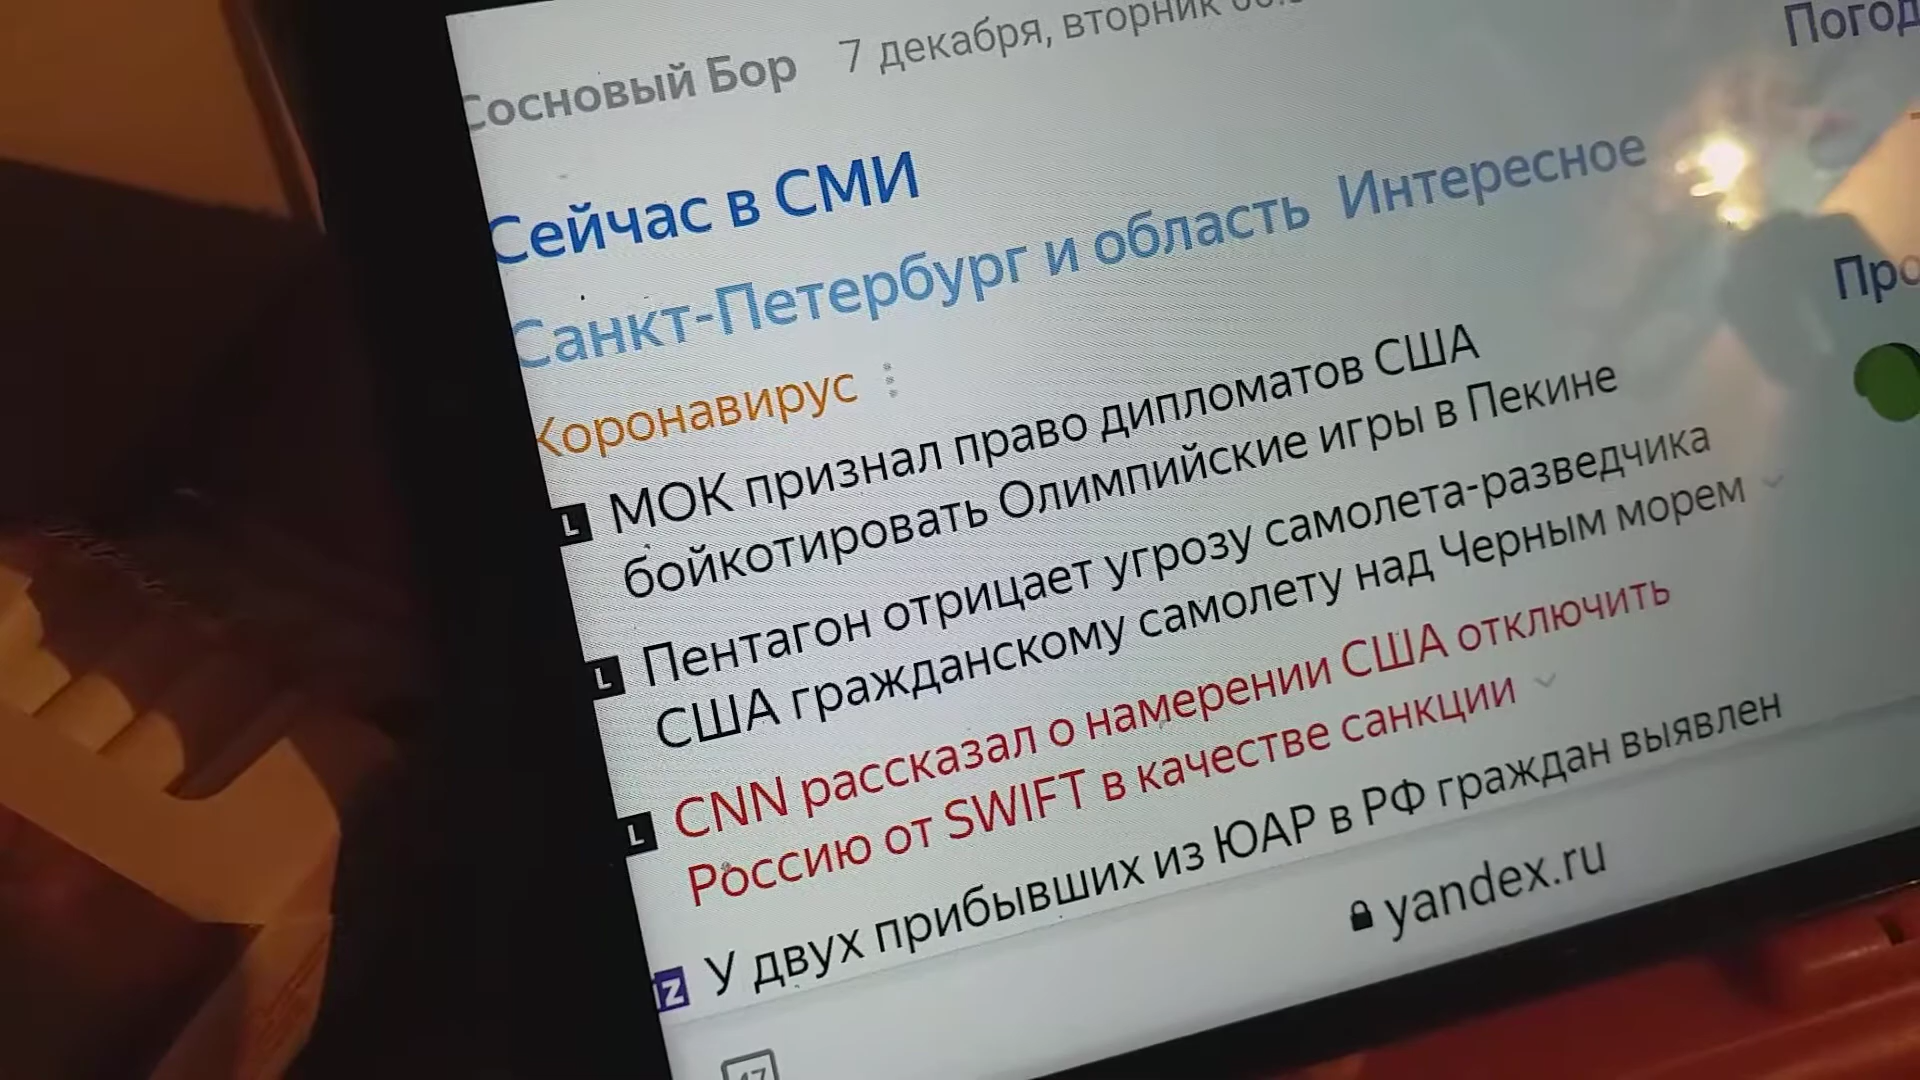 Сосновый Бор 7 декабря, вторник
Погод
Сейчас в СМИ
Санкт-Петербург и область Интересное
Про
Коронавирус
L МОК признал право дипломатов США
бойкотировать Олимпийские игры в Пекине
L Пентагон отрицает угрозу самолета-разведчика
США гражданскому самолету над Черным морем
L CNN рассказал о намерении США отключить
Россию от SWIFT в качестве санкции
IZ У двух прибывших из ЮАР в РФ граждан выявлен
yandex.ru